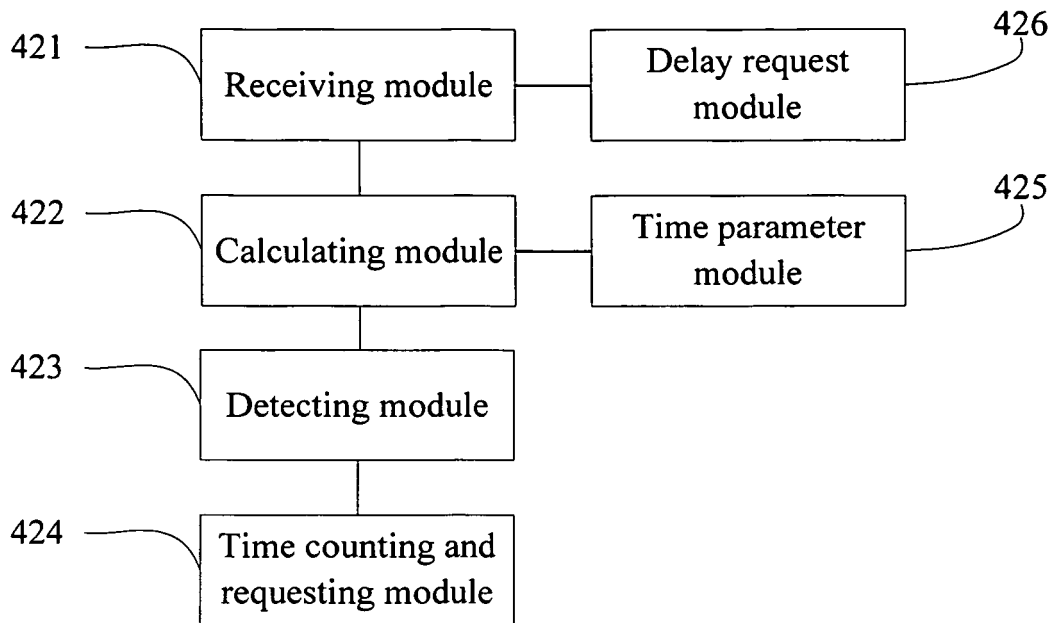 421
Receiving module
Delay request
module
426
422
Calculating module
Time parameter
module
425
423
Detecting module
424
Time counting and
requesting module